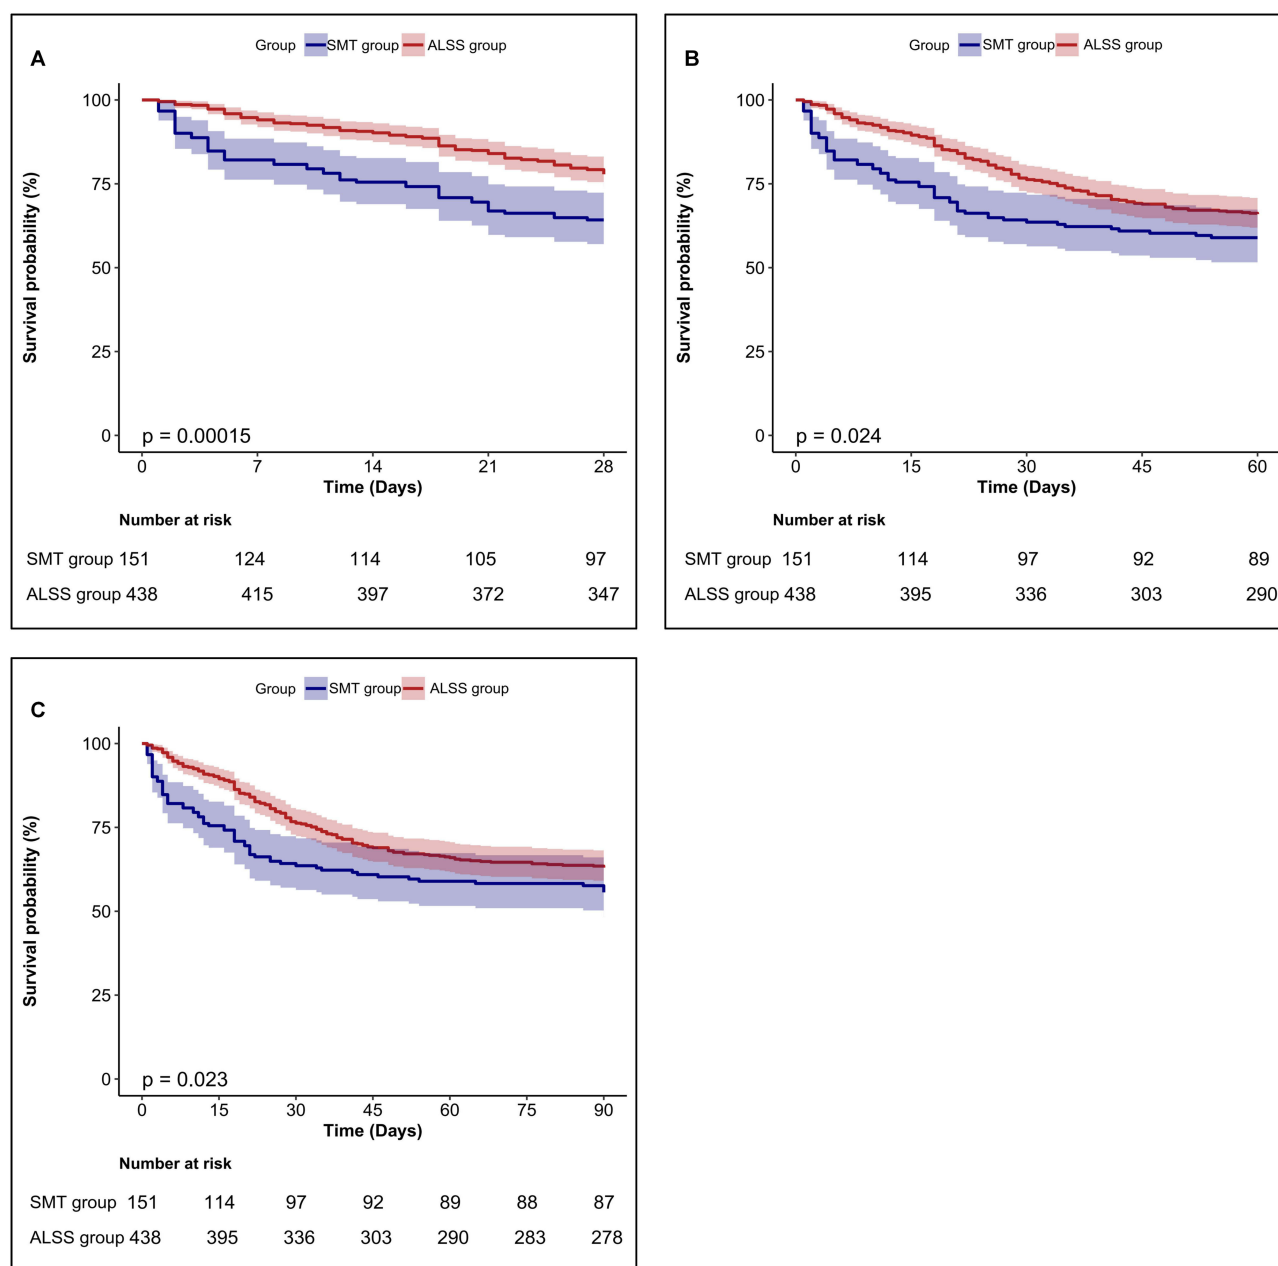 A
Group SMT group ALSS group
Survival probability (%)
100
75
50
25
0
p = 0.00015
0 7 14 21 28
Time (Days)
Number at risk
SMT group 151 124 114 105 97
ALSS group 438 415 397 372 347
B
Group SMT group ALSS group
Survival probability (%)
100
75
50
25
0
p = 0.024
0 15 30 45 60
Time (Days)
Number at risk
SMT group 151 114 97 92 89
ALSS group 438 395 336 303 290
C
Group SMT group ALSS group
Survival probability (%)
100
75
50
25
0
p = 0.023
0 15 30 45 60 75 90
Time (Days)
Number at risk
SMT group 151 114 97 92 89 88 87
ALSS group 438 395 336 303 290 283 278